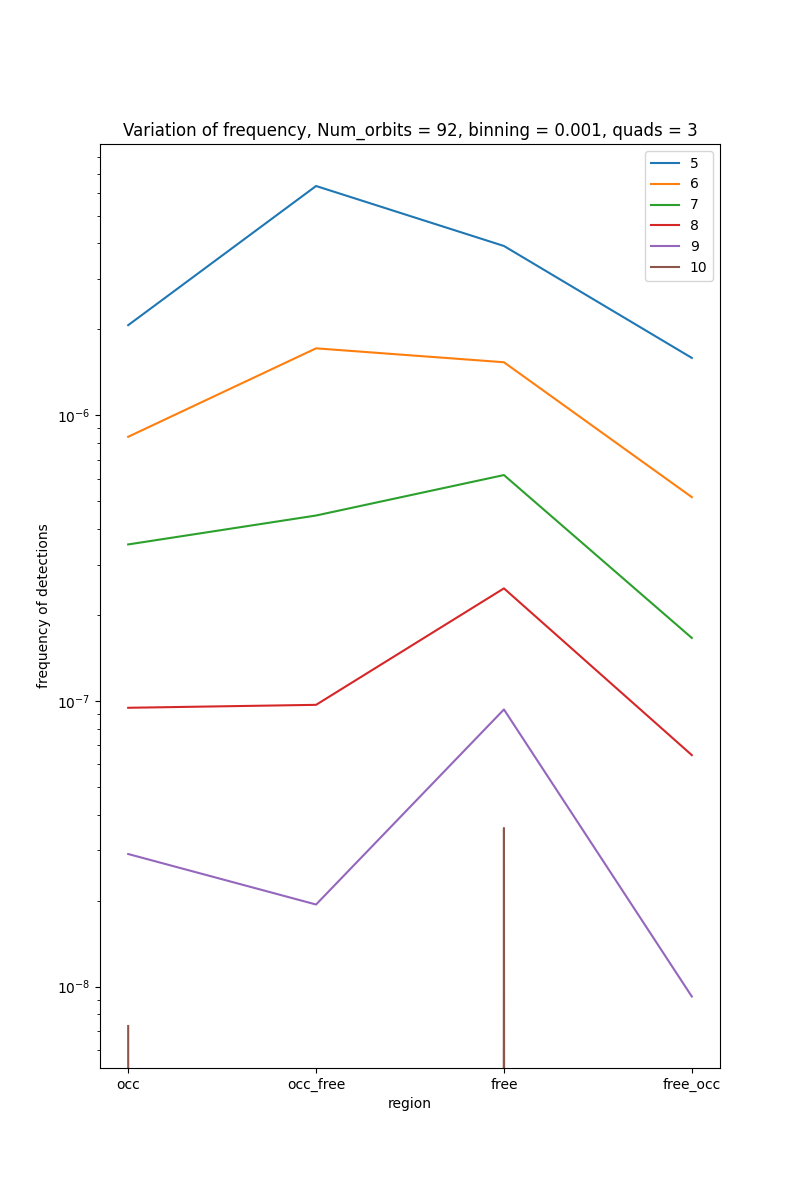 Variation of frequency, Num_orbits = 92, binning = 0.001, quads = 3
5
6
7
8
9
10
frequency of detections
10⁻⁶
10⁻⁷
10⁻⁸
occ occ_free free free_occ
region